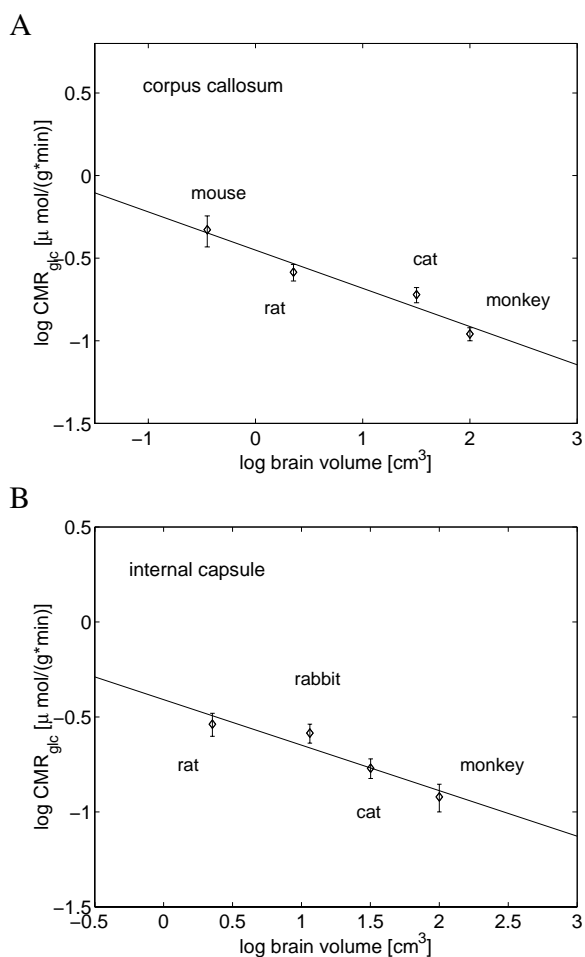 A
corpus callosum
mouse
rat
cat
monkey
0.5
0
−0.5
−1
−1.5
−1
0
1
2
3
log CMRglc [μ mol/(g*min)]
log brain volume [cm3]
B
internal capsule
rabbit
rat
cat
monkey
0.5
0
−0.5
−1
−1.5
−0.5
0
0.5
1
1.5
2
2.5
3
log CMRglc [μ mol/(g*min)]
log brain volume [cm3]